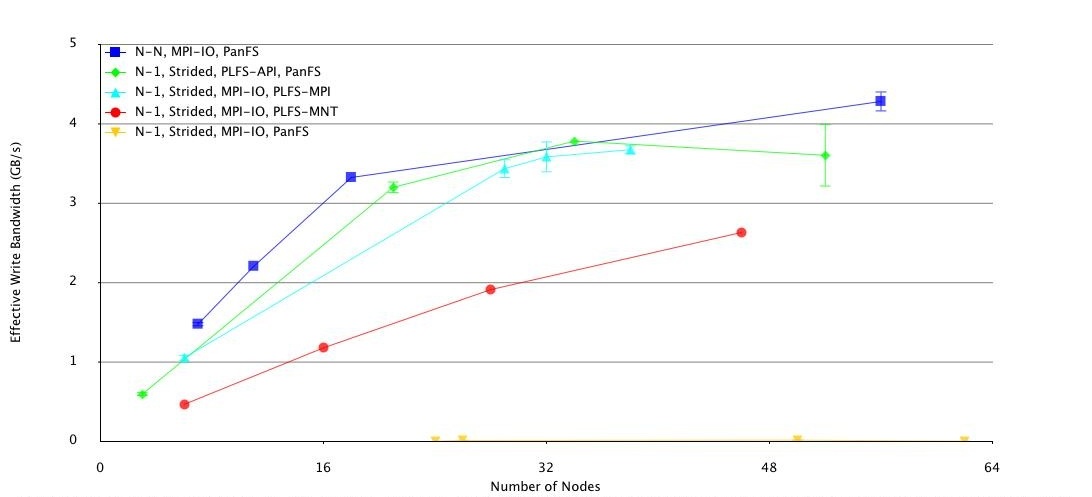 5
N-N, MPI-IO, PanFS
N-1, Strided, PLFS-API, PanFS
N-1, Strided, MPI-IO, PLFS-MPI
N-1, Strided, MPI-IO, PLFS-MNT
4
N-1, Strided, MPI-IO, PanFS
Effective Write Bandwidth (GB/s)
3
2
1
0
0 16 32 48 64
Number of Nodes